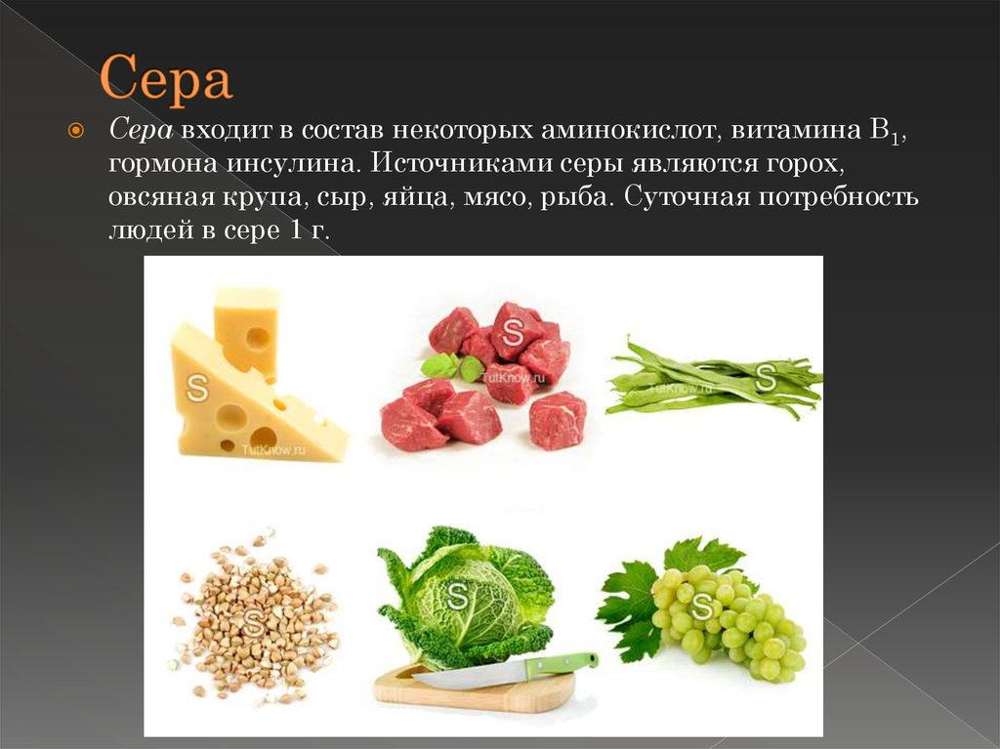 Сера
Сера входит в состав некоторых аминокислот, витамина B₁,
гормона инсулина. Источниками серы являются горох,
овсяная крупа, сыр, яйца, мясо, рыба. Суточная потребность
людей в сере 1 г.
S
TutKnow.ru
S
TutKnow.ru
S
TutKnow.ru
S
S
S